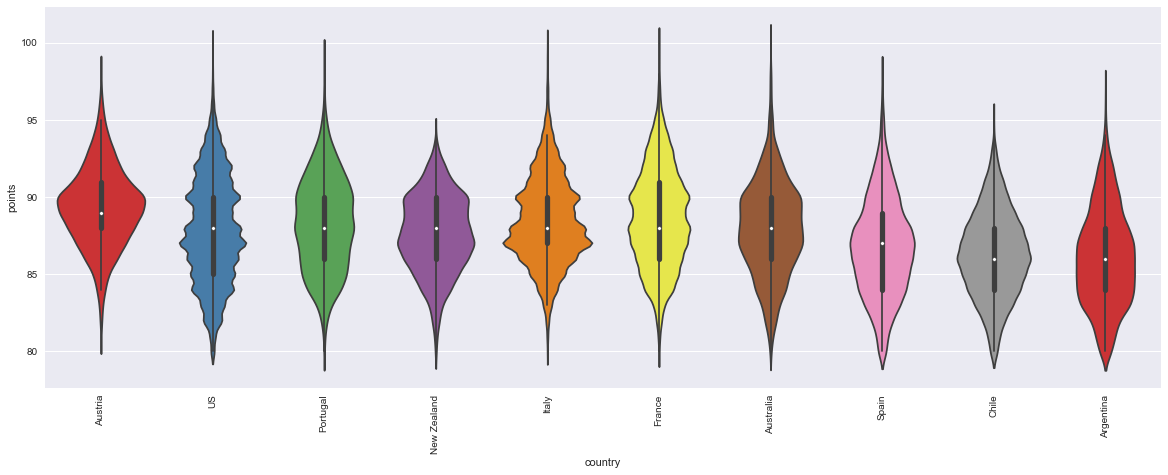 100
95
90
85
80
points
Austria
US
Portugal
New Zealand
Italy
France
Australia
Spain
Chile
Argentina
country